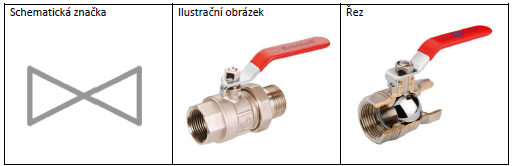 Schematická značka
Ilustrační obrázek
Řez